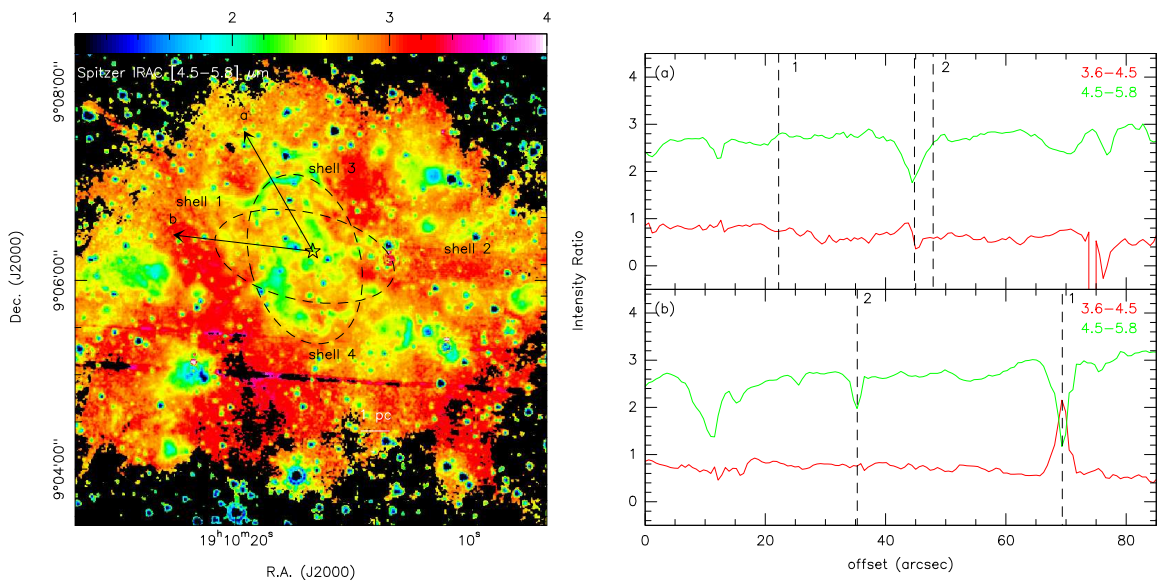 1 2 3 4
Spitzer IRAC [4.5−5.8] μm
9°08'00"
9°06'00"
9°04'00"
Dec. (J2000)
a
shell 3
shell 1
b
shell 2
shell 4
1 pc
19h10m20s 10s
R.A. (J2000)
Intensity Ratio
(a) 1 2 3.6−4.5
4.5−5.8
4
3
2
1
0
(b) 2 1 3.6−4.5
4.5−5.8
4
3
2
1
0
0 20 40 60 80
offset (arcsec)